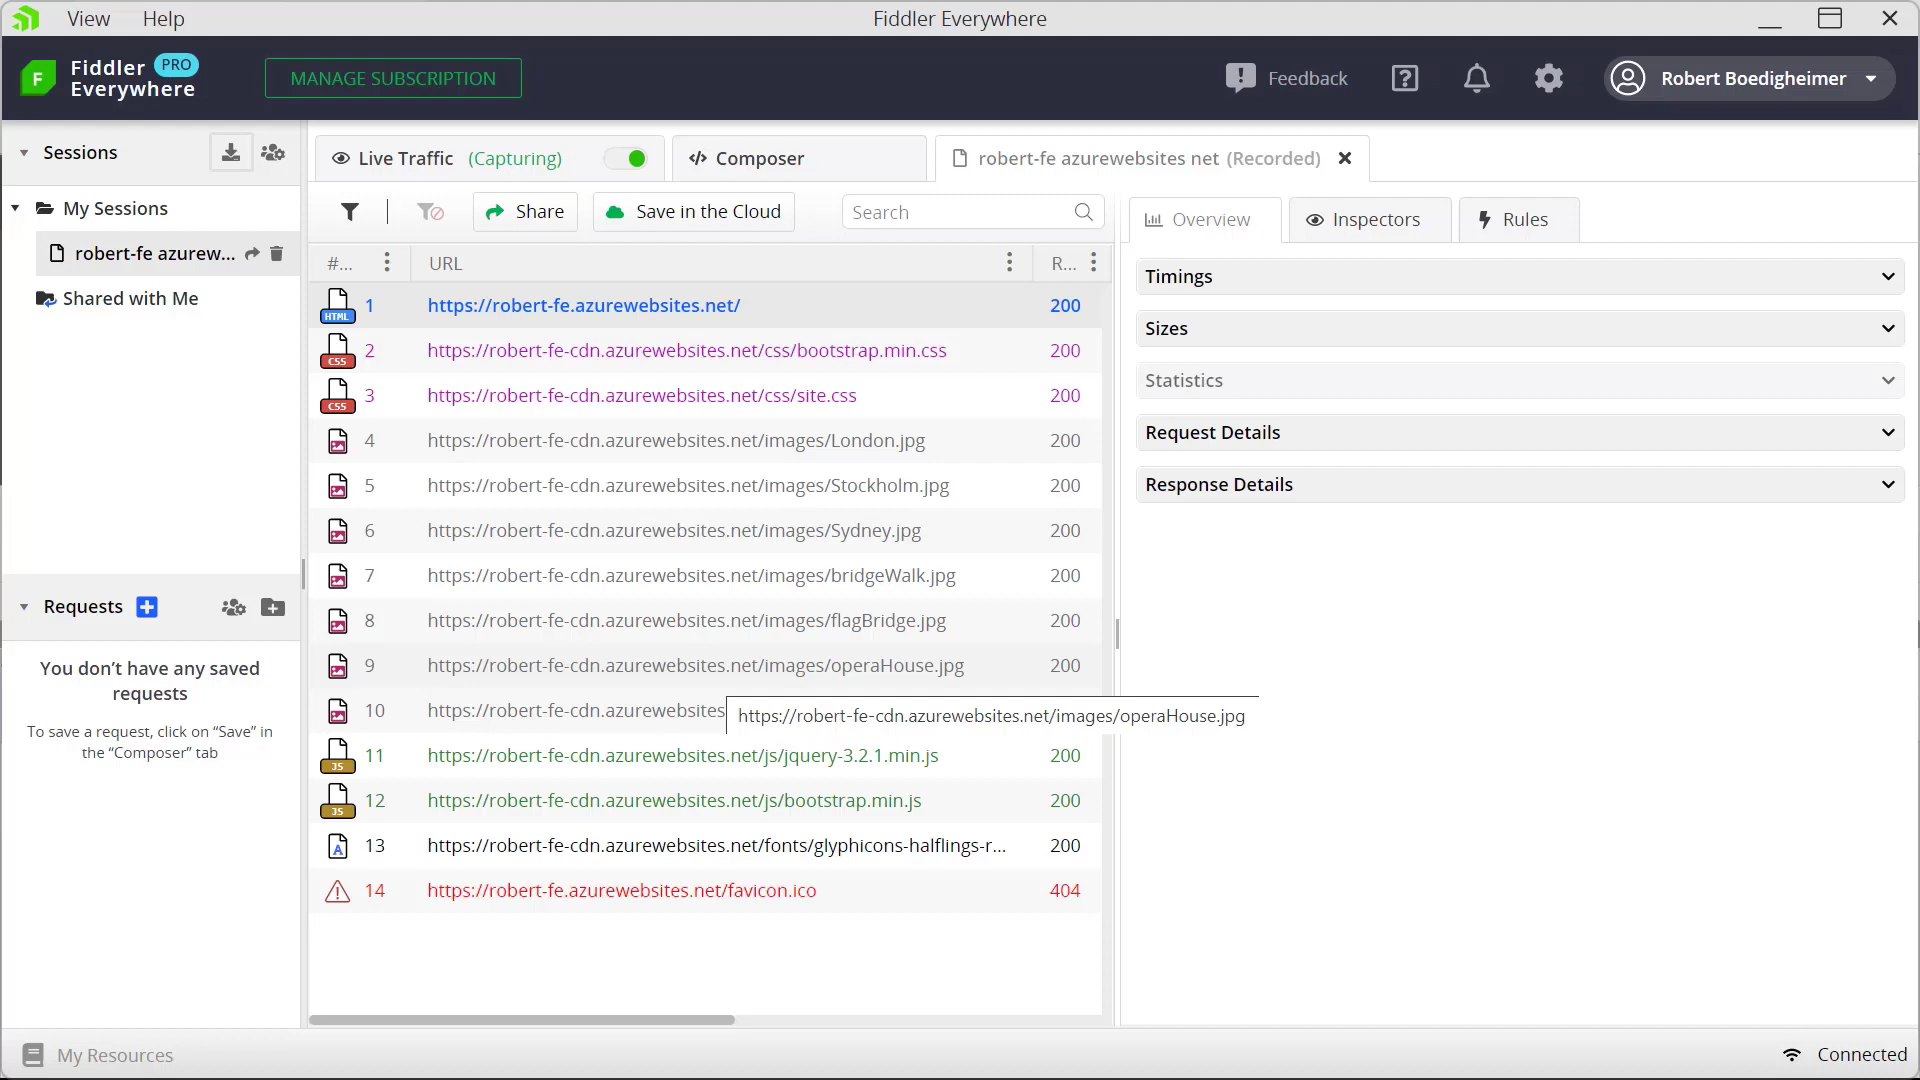 View Help
Fiddler Everywhere
Fiddler PRO
Everywhere
MANAGE SUBSCRIPTION
Feedback
Robert Boedigheimer
Sessions
My Sessions
robert-fe azurew...
Shared with Me
Requests
You don’t have any saved
requests
To save a request, click on “Save” in
the “Composer” tab
Live Traffic (Capturing)
Composer
robert-fe azurewebsites net (Recorded)
Share
Save in the Cloud
Search
#... URL R...
HTML 1 https://robert-fe.azurewebsites.net/ 200
CSS 2 https://robert-fe-cdn.azurewebsites.net/css/bootstrap.min.css 200
CSS 3 https://robert-fe-cdn.azurewebsites.net/css/site.css 200
4 https://robert-fe-cdn.azurewebsites.net/images/London.jpg 200
5 https://robert-fe-cdn.azurewebsites.net/images/Stockholm.jpg 200
6 https://robert-fe-cdn.azurewebsites.net/images/Sydney.jpg 200
7 https://robert-fe-cdn.azurewebsites.net/images/bridgeWalk.jpg 200
8 https://robert-fe-cdn.azurewebsites.net/images/flagBridge.jpg 200
9 https://robert-fe-cdn.azurewebsites.net/images/operaHouse.jpg 200
10 https://robert-fe-cdn.azurewebsites
https://robert-fe-cdn.azurewebsites.net/images/operaHouse.jpg
JS 11 https://robert-fe-cdn.azurewebsites.net/js/jquery-3.2.1.min.js 200
JS 12 https://robert-fe-cdn.azurewebsites.net/js/bootstrap.min.js 200
A 13 https://robert-fe-cdn.azurewebsites.net/fonts/glyphicons-halflings-r... 200
14 https://robert-fe.azurewebsites.net/favicon.ico 404
Overview
Inspectors
Rules
Timings
Sizes
Statistics
Request Details
Response Details
My Resources
Connected